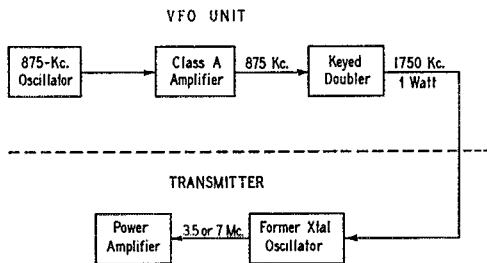 VFO UNIT
875-Kc.
Oscillator
Class A
Amplifier
875 Kc.
Keyed
Doubler
1750 Kc.
1 Watt
TRANSMITTER
Power
Amplifier
3.5 or 7 Mc.
Former Xtal
Oscillator